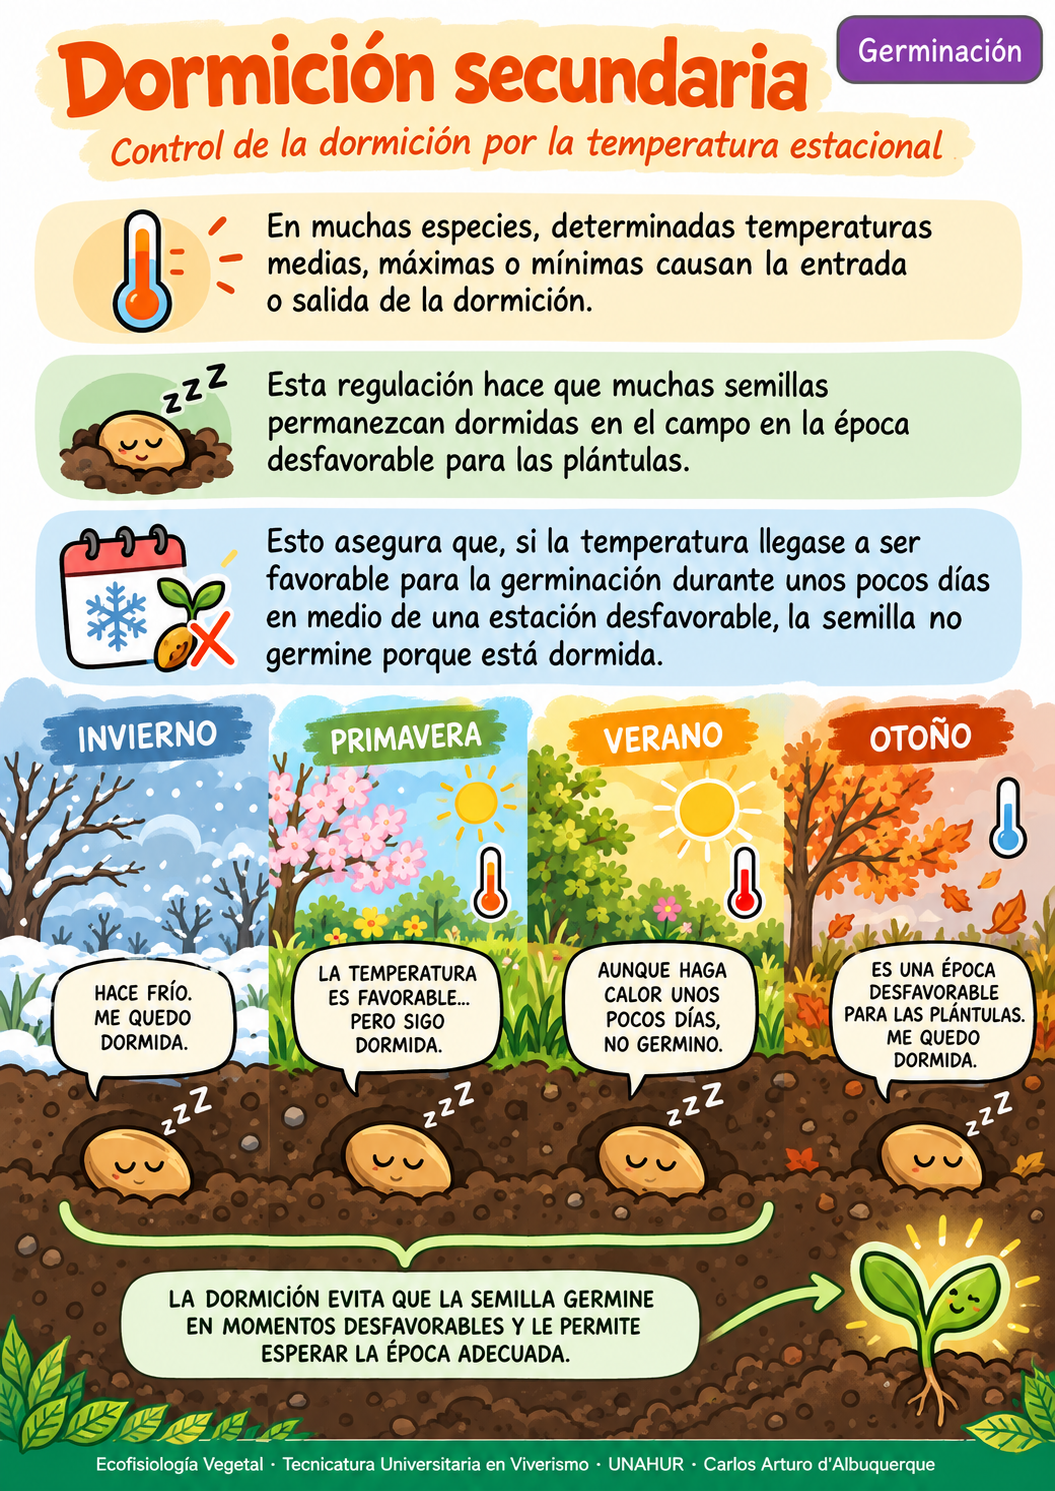 Germinación
Dormición secundaria
Control de la dormición por la temperatura estacional
En muchas especies, determinadas temperaturas
medias, máximas o mínimas causan la entrada
o salida de la dormición.
z z z
Esta regulación hace que muchas semillas
permanezcan dormidas en el campo en la época
desfavorable para las plántulas.
Esto asegura que, si la temperatura llegase a ser
favorable para la germinación durante unos pocos días
en medio de una estación desfavorable, la semilla no
germine porque está dormida.
INVIERNO
HACE FRÍO.
ME QUEDO
DORMIDA.
z z z
PRIMAVERA
LA TEMPERATURA
ES FAVORABLE...
PERO SIGO
DORMIDA.
z z z
VERANO
AUNQUE HAGA
CALOR UNOS
POCOS DÍAS,
NO GERMINO.
z z z
OTOÑO
ES UNA ÉPOCA
DESFAVORABLE
PARA LAS PLÁNTULAS.
ME QUEDO
DORMIDA.
z z z
LA DORMICIÓN EVITA QUE LA SEMILLA GERMINE
EN MOMENTOS DESFAVORABLES Y LE PERMITE
ESPERAR LA ÉPOCA ADECUADA.
Ecofisiología Vegetal · Tecnicatura Universitaria en Viverismo · UNAHUR · Carlos Arturo d'Albuquerque